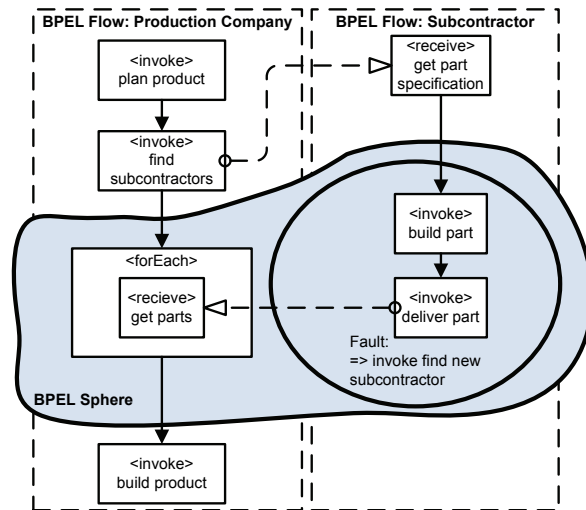 BPEL Flow: Production Company
<invoke>
plan product
<invoke>
find
subcontractors
<forEach>
<recieve>
get parts
BPEL Sphere
<invoke>
build product
BPEL Flow: Subcontractor
<receive>
get part
specification
<invoke>
build part
<invoke>
deliver part
Fault:
=> invoke find new
subcontractor